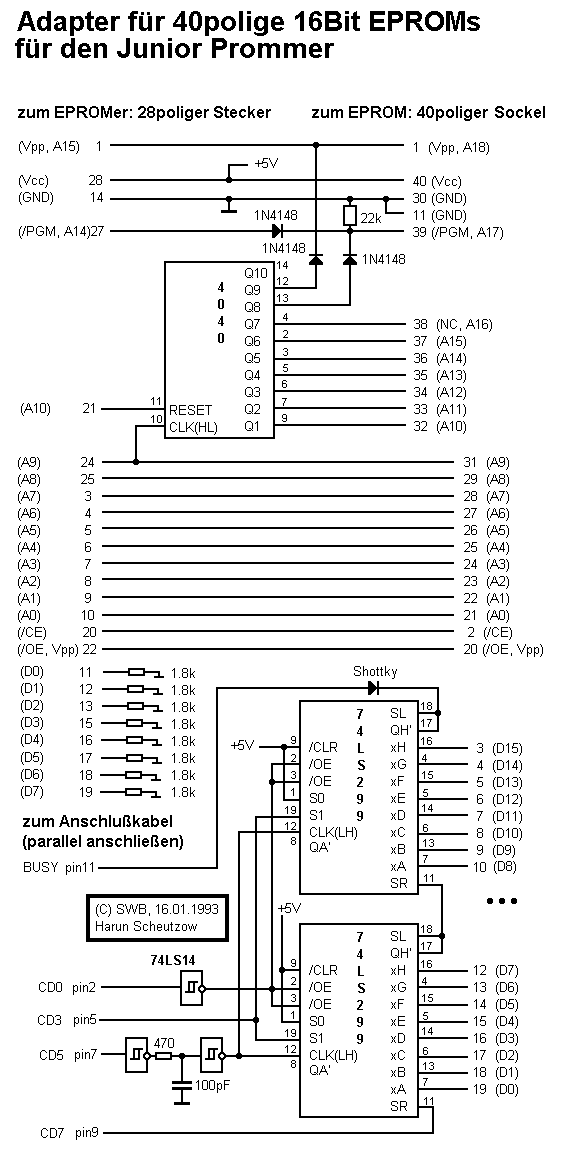 Adapter für 40polige 16Bit EPROMs
für den Junior Prommer
zum EPROMer: 28poliger Stecker zum EPROM: 40poliger Sockel
(Vpp, A15) 1 1 (Vpp, A18)
+5V
(Vcc) 28 40 (Vcc)
(GND) 14 30 (GND)
1N4148 22k 11 (GND)
(/PGM, A14)27 39 (/PGM, A17)
1N4148 1N4148
Q10 14
4 Q9 12
0 Q8 13
4 Q7 4 38 (NC, A16)
0 Q6 2 37 (A15)
Q5 3 36 (A14)
Q4 5 35 (A13)
Q3 6 34 (A12)
(A10) 21 11 RESET Q2 7 33 (A11)
10 CLK(HL) Q1 9 32 (A10)
(A9) 24 31 (A9)
(A8) 25 29 (A8)
(A7) 3 28 (A7)
(A6) 4 27 (A6)
(A5) 5 26 (A5)
(A4) 6 25 (A4)
(A3) 7 24 (A3)
(A2) 8 23 (A2)
(A1) 9 22 (A1)
(A0) 10 21 (A0)
(/CE) 20 2 (/CE)
(/OE, Vpp) 22 20 (/OE, Vpp)
(D0) 11 1.8k
(D1) 12 1.8k
(D2) 13 1.8k
(D3) 15 1.8k
(D4) 16 1.8k
(D5) 17 1.8k
(D6) 18 1.8k
(D7) 19 1.8k
zum Anschlußkabel
(parallel anschließen)
BUSY pin11
Shottky
7 SL 18
4 QH' 17
+5V 9 /CLR L xH 16 3 (D15)
2 /OE S xG 4 4 (D14)
3 /OE 2 xF 15 5 (D13)
1 S0 9 xE 5 6 (D12)
19 S1 9 xD 14 7 (D11)
12 CLK(LH) xC 6 8 (D10)
8 QA' xB 13 9 (D9)
xA 7 10 (D8)
SR 11
(C) SWB, 16.01.1993
Harun Scheutzow
+5V
7 SL 18
4 QH' 17
74LS14
9 /CLR L xH 16 12 (D7)
CD0 pin2 2 /OE S xG 4 13 (D6)
3 /OE 2 xF 15 14 (D5)
CD3 pin5 1 S0 9 xE 5 15 (D4)
19 S1 9 xD 14 16 (D3)
CD5 pin7 470 12 CLK(LH) xC 6 17 (D2)
8 QA' xB 13 18 (D1)
100pF xA 7 19 (D0)
SR 11
CD7 pin9